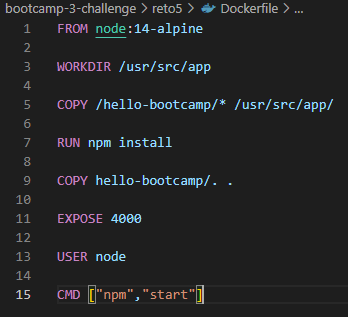 bootcamp-3-challenge > reto5 > Dockerfile > ...
1 FROM node:14-alpine
2
3 WORKDIR /usr/src/app
4
5 COPY /hello-bootcamp/* /usr/src/app/
6
7 RUN npm install
8
9 COPY hello-bootcamp/. .
10
11 EXPOSE 4000
12
13 USER node
14
15 CMD ["npm","start"]